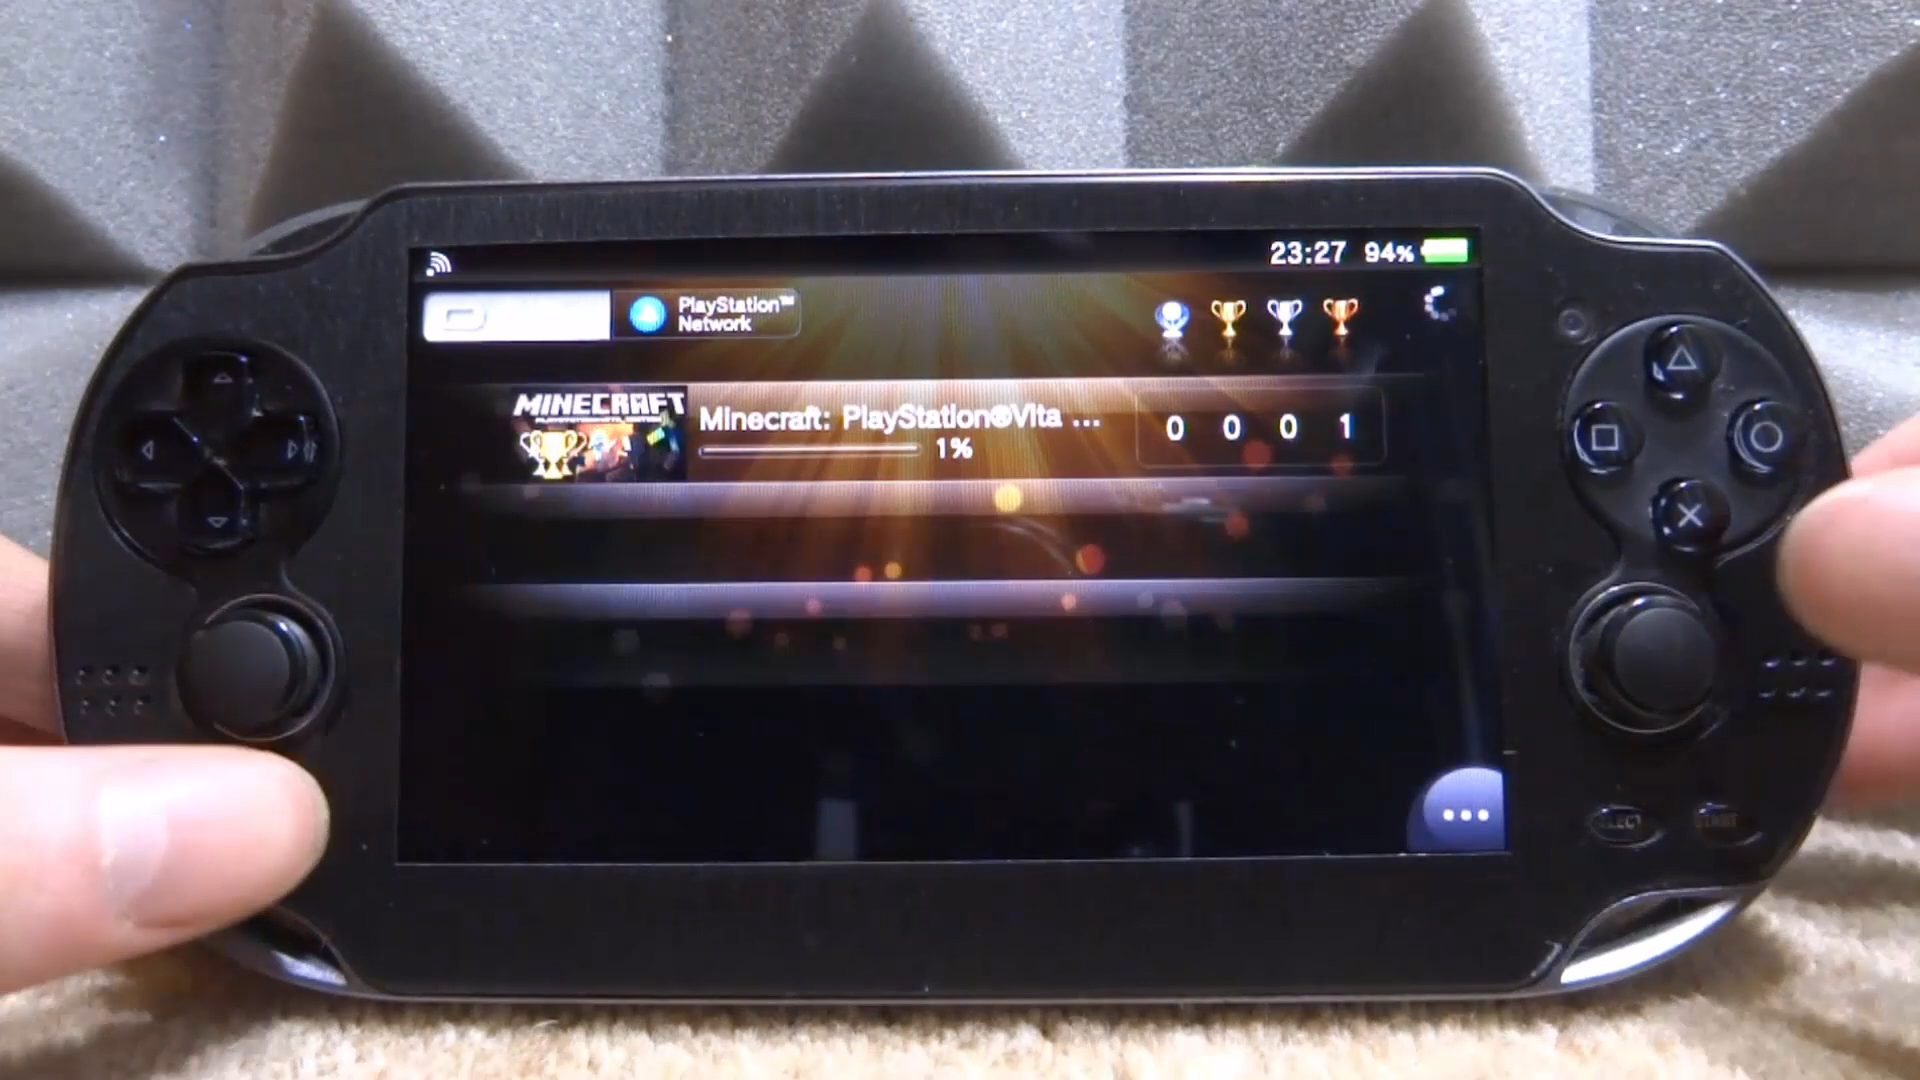 23:27 94%
PlayStation™
Network
MINECRAFT
Minecraft: PlayStation®Vita ...
1%
0 0 0 1